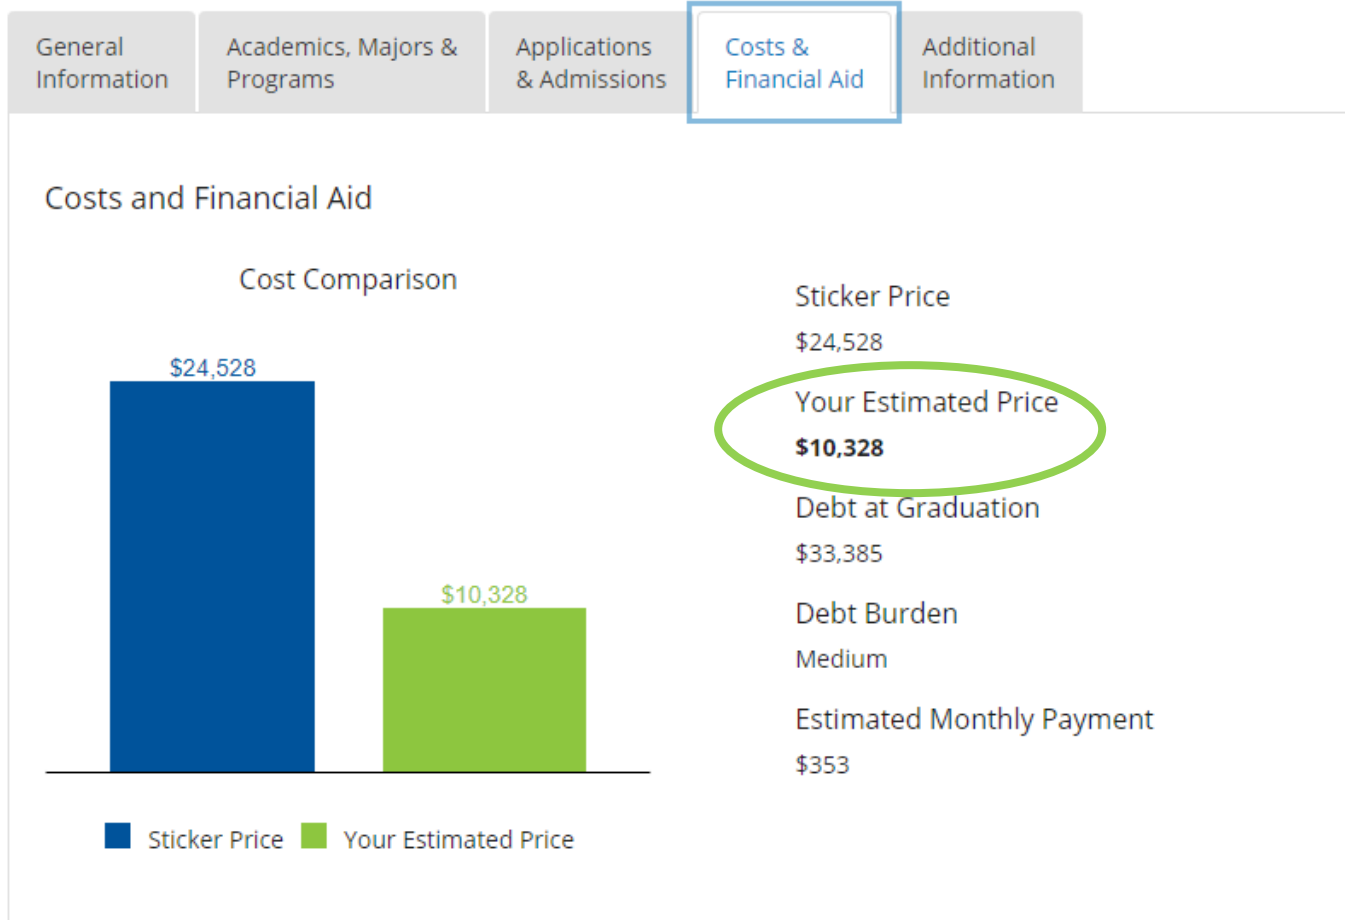 General
Information
Academics, Majors &
Programs
Applications
& Admissions
Costs &
Financial Aid
Additional
Information
Costs and Financial Aid
Cost Comparison
$24,528
$10,328
Sticker Price
Your Estimated Price
Sticker Price
$24,528
Your Estimated Price
$10,328
Debt at Graduation
$33,385
Debt Burden
Medium
Estimated Monthly Payment
$353